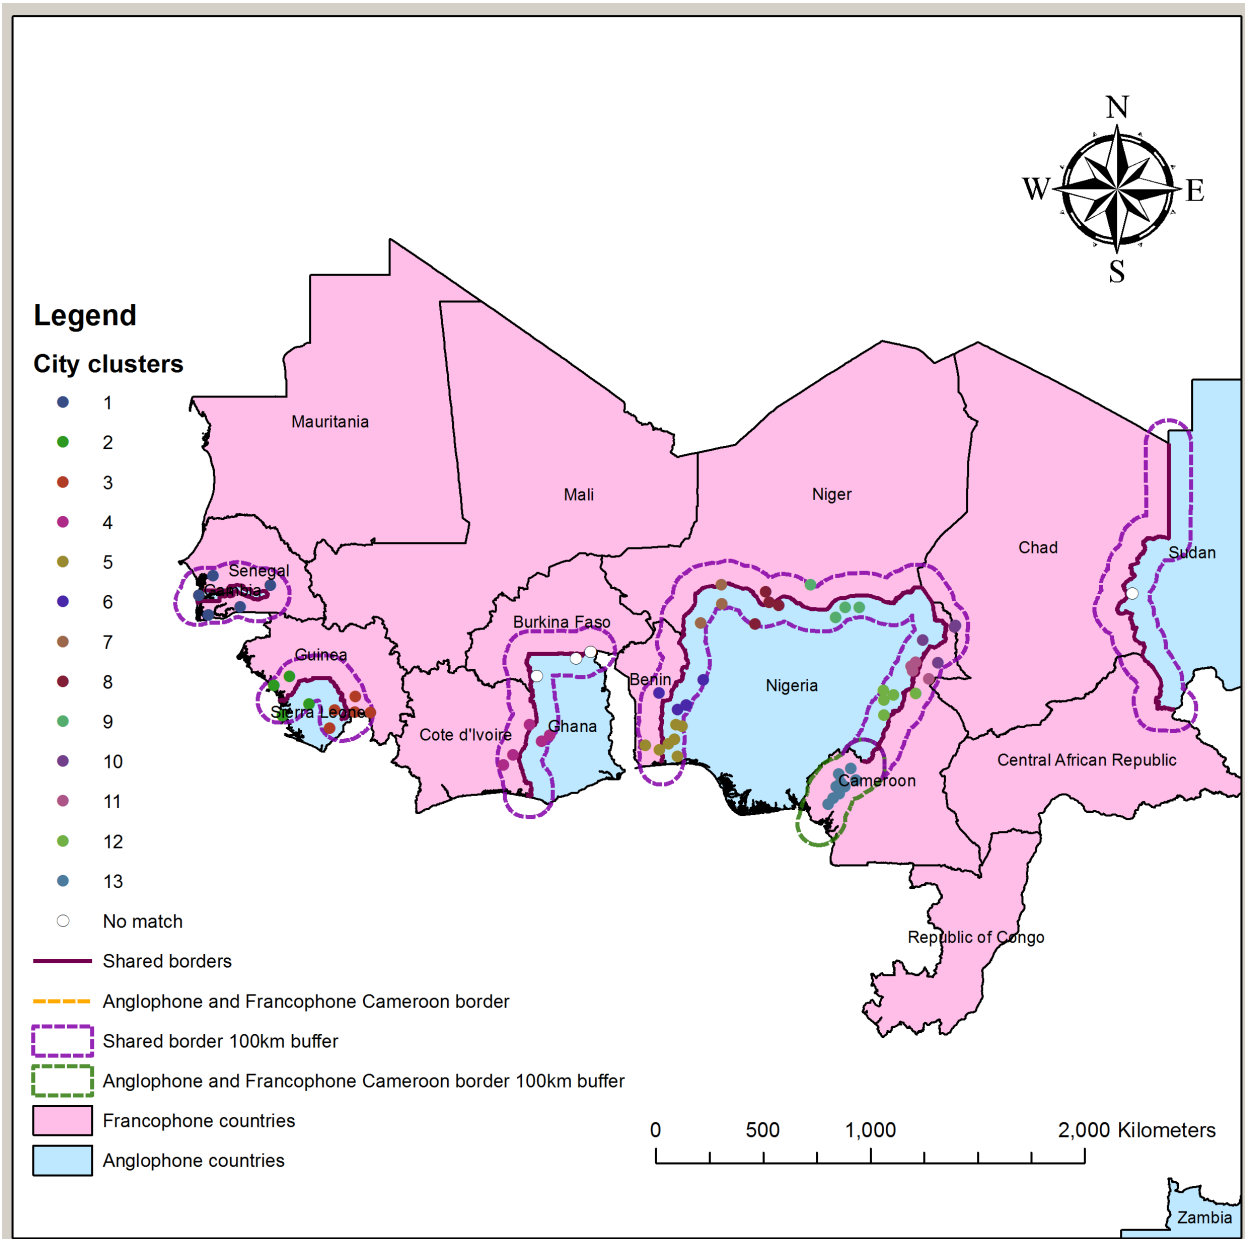 N
W
E
S
Legend
City clusters
1
2
3
4
5
6
7
8
9
10
11
12
13
No match
Shared borders
Anglophone and Francophone Cameroon border
Shared border 100km buffer
Anglophone and Francophone Cameroon border 100km buffer
Francophone countries
Anglophone countries
Mauritania
Mali
Niger
Chad
Sudan
Senegal
Gambia
Burkina Faso
Guinea
Sierra Leone
Benin
Nigeria
Cote d'Ivoire
Ghana
Cameroon
Central African Republic
Republic of Congo
0 500 1,000 2,000 Kilometers
Zambia